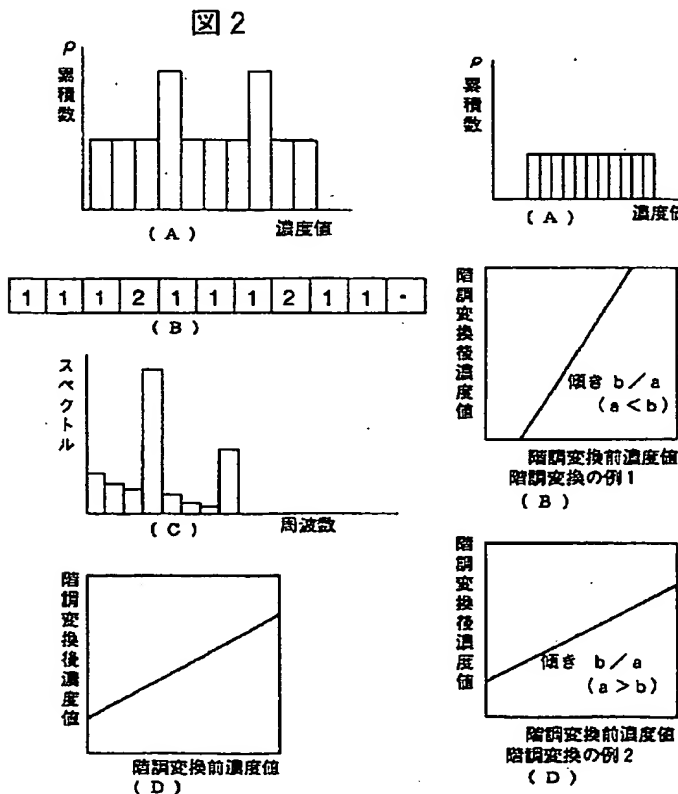 図2
ρ
累積数
濃度値
(A)
1 1 1 2 1 1 1 2 1 1 -
(B)
スペクトル
周波数
(C)
階調変換後濃度値
階調変換前濃度値
(D)
ρ
累積数
濃度値
(A)
階調変換後濃度値
傾き b/a
(a<b)
階調変換前濃度値
階調変換の例1
(B)
階調変換後濃度値
傾き b/a
(a>b)
階調変換前濃度値
階調変換の例2
(D)